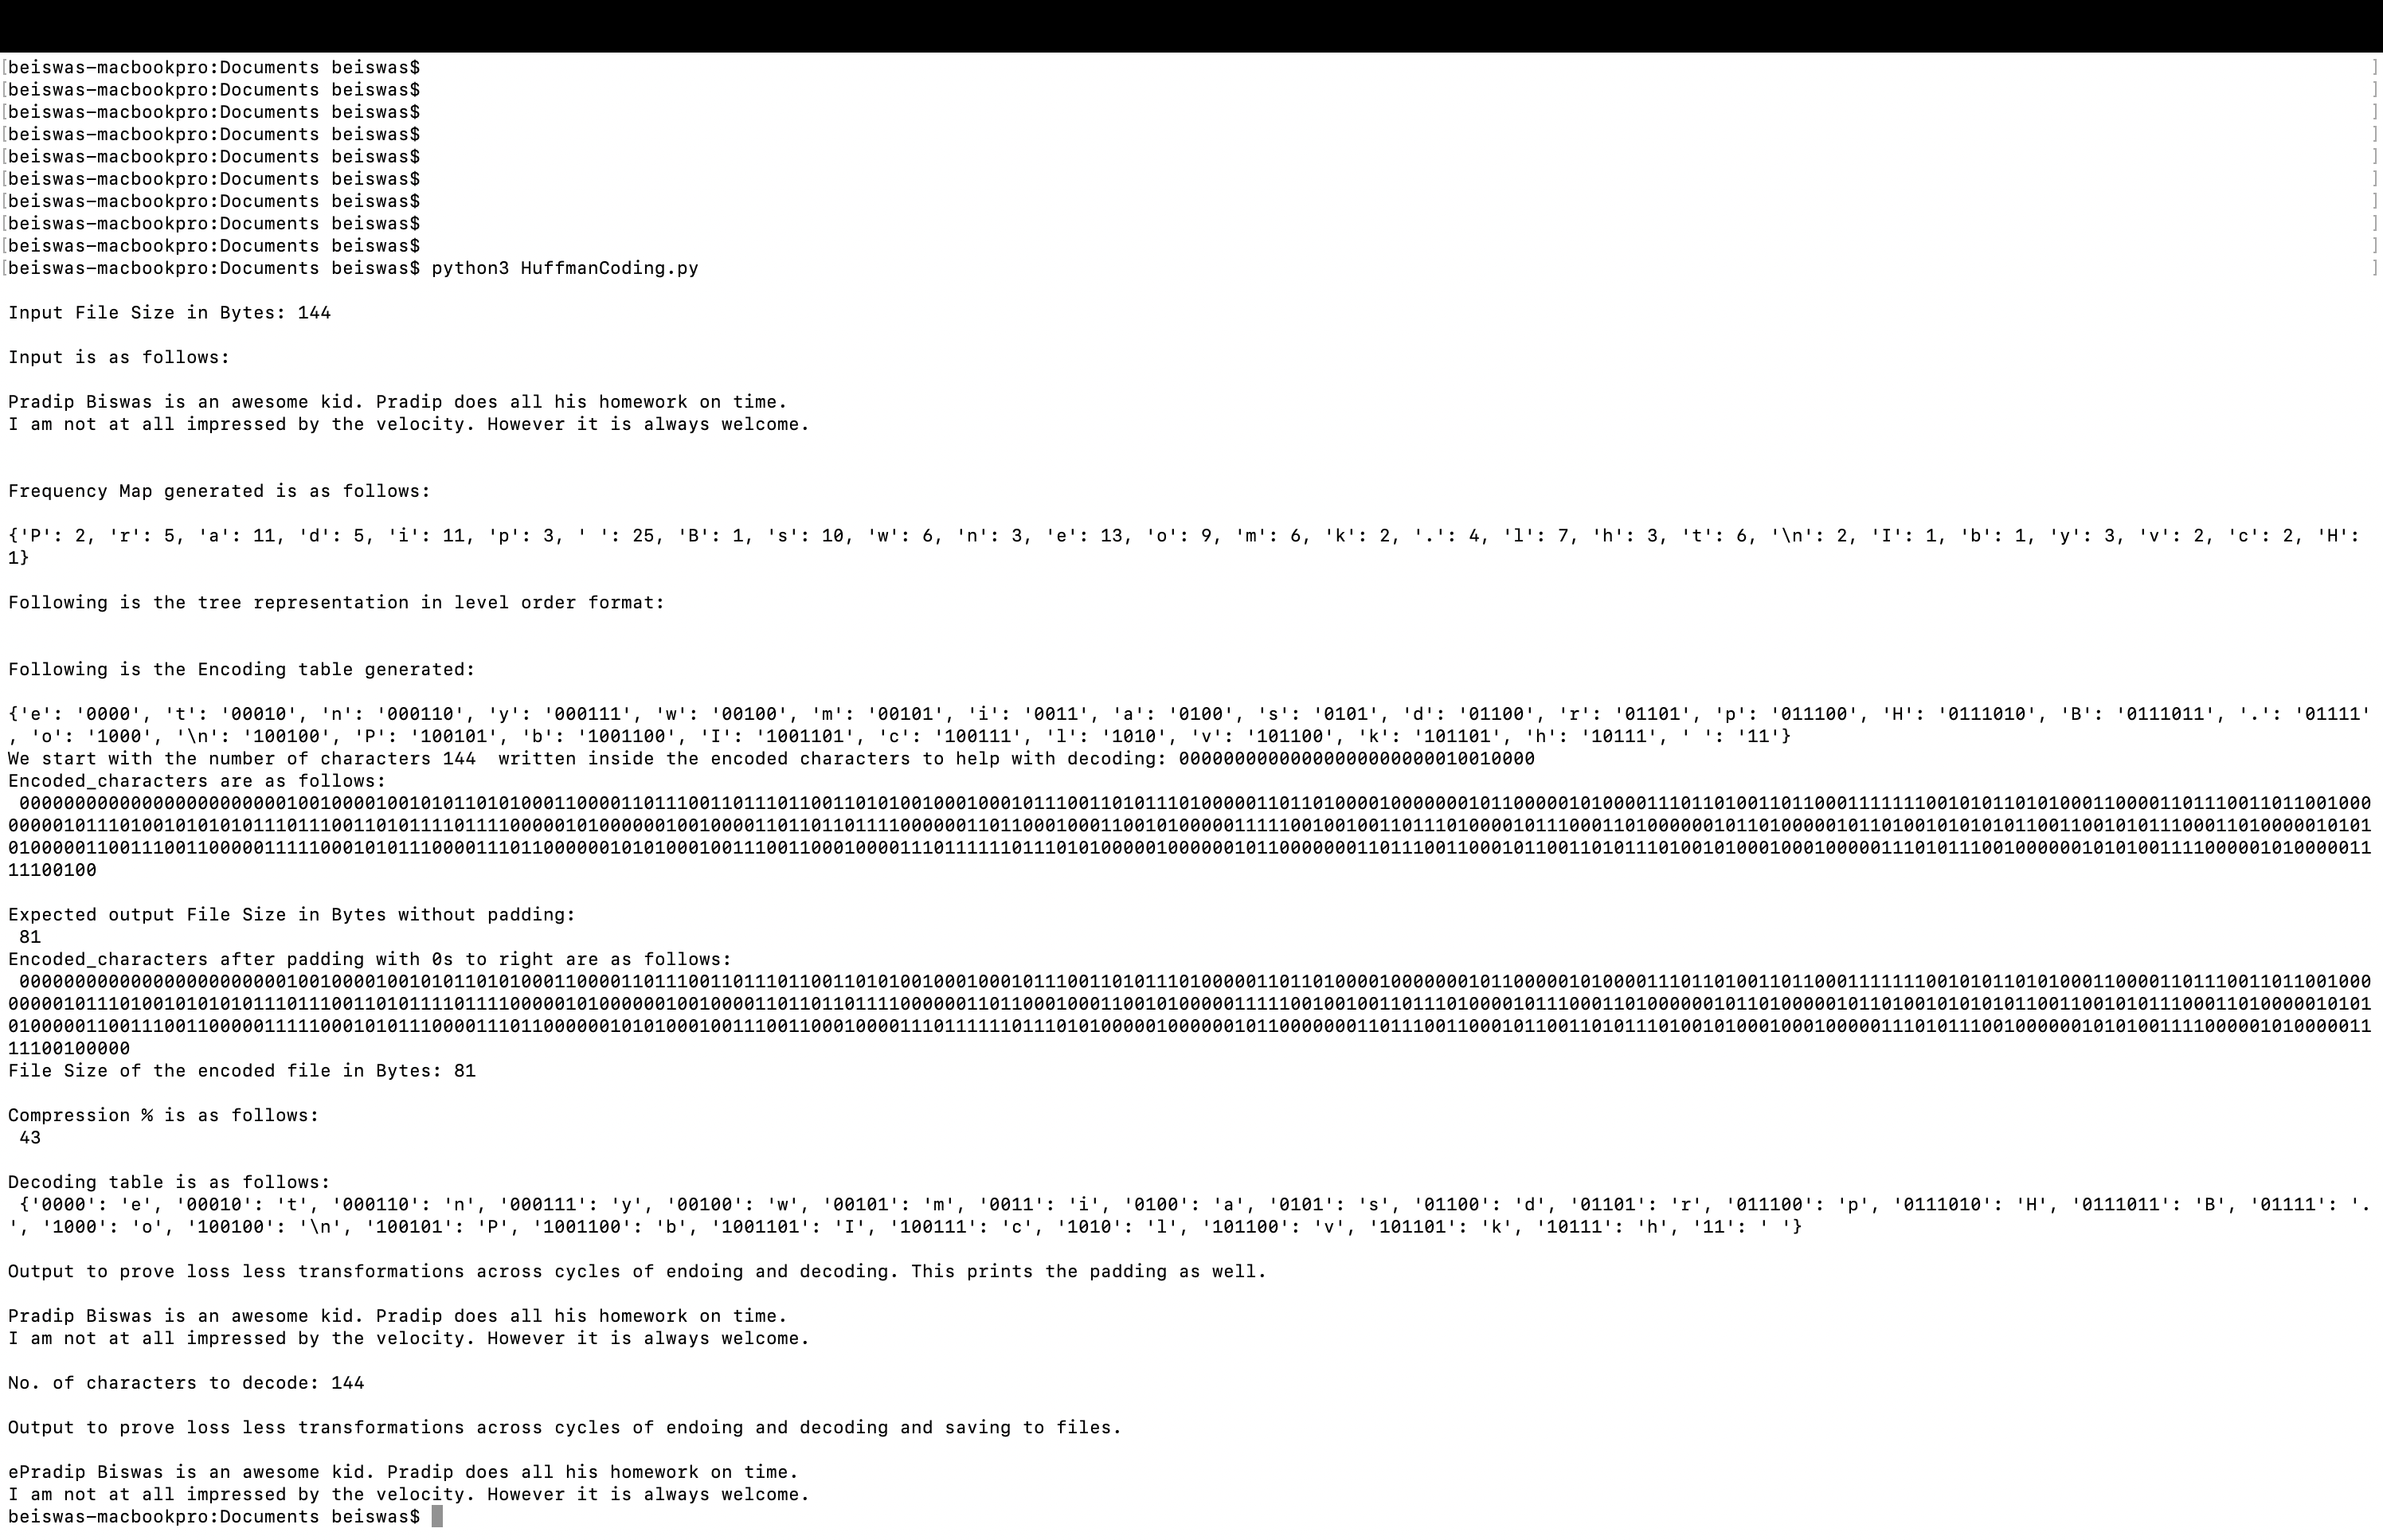 [beiswas-macbookpro:Documents beiswas$ ]
[beiswas-macbookpro:Documents beiswas$ ]
[beiswas-macbookpro:Documents beiswas$ ]
[beiswas-macbookpro:Documents beiswas$ ]
[beiswas-macbookpro:Documents beiswas$ ]
[beiswas-macbookpro:Documents beiswas$ ]
[beiswas-macbookpro:Documents beiswas$ ]
[beiswas-macbookpro:Documents beiswas$ ]
[beiswas-macbookpro:Documents beiswas$ ]
[beiswas-macbookpro:Documents beiswas$ python3 HuffmanCoding.py ]
Input File Size in Bytes: 144
Input is as follows:
Pradip Biswas is an awesome kid. Pradip does all his homework on time.
I am not at all impressed by the velocity. However it is always welcome.
Frequency Map generated is as follows:
{'P': 2, 'r': 5, 'a': 11, 'd': 5, 'i': 11, 'p': 3, ' ': 25, 'B': 1, 's': 10, 'w': 6, 'n': 3, 'e': 13, 'o': 9, 'm': 6, 'k': 2, '.': 4, 'l': 7, 'h': 3, 't': 6, '\n': 2, 'I': 1, 'b': 1, 'y': 3, 'v': 2, 'c': 2, 'H':
1}
Following is the tree representation in level order format:
Following is the Encoding table generated:
{'e': '0000', 't': '00010', 'n': '000110', 'y': '000111', 'w': '00100', 'm': '00101', 'i': '0011', 'a': '0100', 's': '0101', 'd': '01100', 'r': '01101', 'p': '011100', 'H': '0111010', 'B': '0111011', '.': '01111'
, 'o': '1000', '\n': '100100', 'P': '100101', 'b': '1001100', 'I': '1001101', 'c': '100111', 'l': '1010', 'v': '101100', 'k': '101101', 'h': '10111', ' ': '11'}
We start with the number of characters 144  written inside the encoded characters to help with decoding: 00000000000000000000000010010000
Encoded_characters are as follows:
11100100
Expected output File Size in Bytes without padding:
81
Encoded_characters after padding with 0s to right are as follows:
11100100000
File Size of the encoded file in Bytes: 81
Compression % is as follows:
43
Decoding table is as follows:
{'0000': 'e', '00010': 't', '000110': 'n', '000111': 'y', '00100': 'w', '00101': 'm', '0011': 'i', '0100': 'a', '0101': 's', '01100': 'd', '01101': 'r', '011100': 'p', '0111010': 'H', '0111011': 'B', '01111': '.
', '1000': 'o', '100100': '\n', '100101': 'P', '1001100': 'b', '1001101': 'I', '100111': 'c', '1010': 'l', '101100': 'v', '101101': 'k', '10111': 'h', '11': ' '}
Output to prove loss less transformations across cycles of endoing and decoding. This prints the padding as well.
Pradip Biswas is an awesome kid. Pradip does all his homework on time.
I am not at all impressed by the velocity. However it is always welcome.
No. of characters to decode: 144
Output to prove loss less transformations across cycles of endoing and decoding and saving to files.
ePradip Biswas is an awesome kid. Pradip does all his homework on time.
I am not at all impressed by the velocity. However it is always welcome.
beiswas-macbookpro:Documents beiswas$